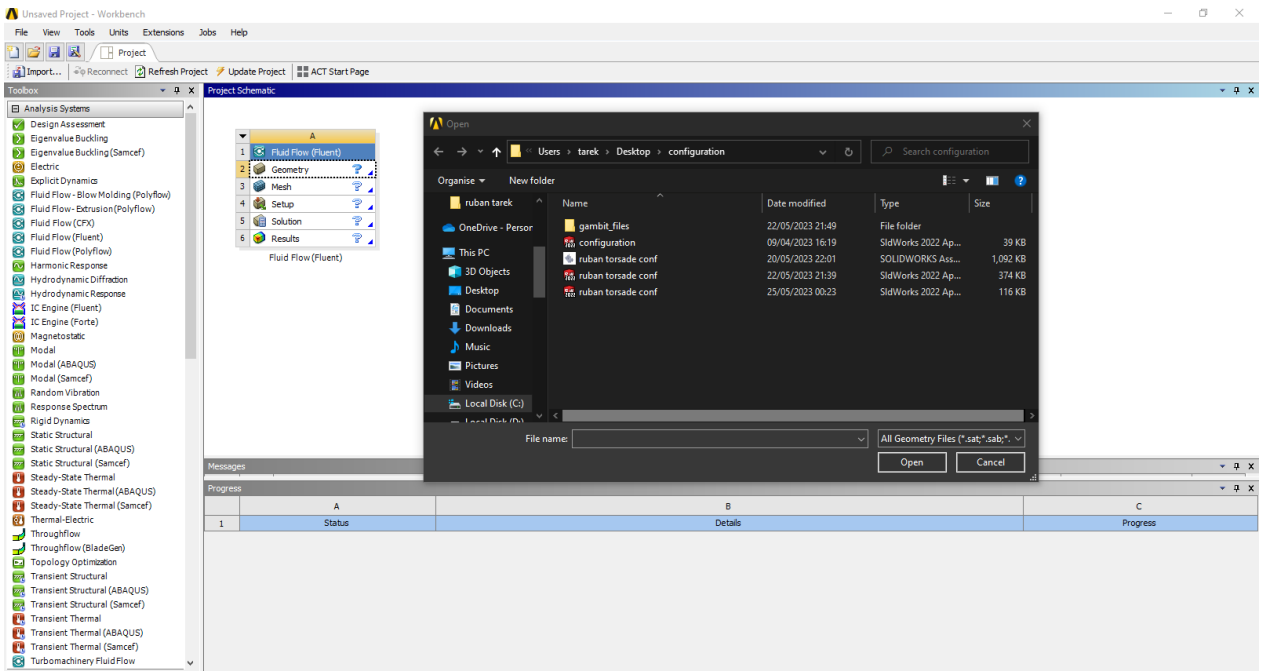 Unsaved Project - Workbench
File View Tools Units Extensions Jobs Help
Project
Import... Reconnect Refresh Project Update Project ACT Start Page
Toolbox
Analysis Systems
Design Assessment
Eigenvalue Buckling
Eigenvalue Buckling (Samcef)
Electric
Explicit Dynamics
Fluid Flow - Blow Molding (Polyflow)
Fluid Flow - Extrusion (Polyflow)
Fluid Flow (CFX)
Fluid Flow (Fluent)
Fluid Flow (Polyflow)
Harmonic Response
Hydrodynamic Diffraction
Hydrodynamic Response
IC Engine (Fluent)
IC Engine (Forte)
Magnetostatic
Modal
Modal (ABAQUS)
Modal (Samcef)
Random Vibration
Response Spectrum
Rigid Dynamics
Static Structural
Static Structural (ABAQUS)
Static Structural (Samcef)
Steady-State Thermal
Steady-State Thermal (ABAQUS)
Steady-State Thermal (Samcef)
Thermal-Electric
Throughflow
Throughflow (BladeGen)
Topology Optimization
Transient Structural
Transient Structural (ABAQUS)
Transient Structural (Samcef)
Transient Thermal
Transient Thermal (ABAQUS)
Transient Thermal (Samcef)
Turbomachinery Fluid Flow
Project Schematic
A
1 Fluid Flow (Fluent)
2 Geometry ?
3 Mesh ?
4 Setup ?
5 Solution ?
6 Results ?
Fluid Flow (Fluent)
Open
« Users › tarek › Desktop › configuration
Search configuration
Organise New folder
ruban tarek
OneDrive - Person
This PC
3D Objects
Desktop
Documents
Downloads
Music
Pictures
Videos
Local Disk (C:)
Local Disk (D:)
Name Date modified Type Size
gambit_files 22/05/2023 21:49 File folder
configuration 09/04/2023 16:19 SldWorks 2022 Ap... 39 KB
ruban torsade conf 20/05/2023 22:01 SOLIDWORKS Ass... 1,092 KB
ruban torsade conf 22/05/2023 21:39 SldWorks 2022 Ap... 374 KB
ruban torsade conf 25/05/2023 00:23 SldWorks 2022 Ap... 116 KB
File name: All Geometry Files (*.sat;*.sab;*.
Open Cancel
Messages
Progress
A B C
1 Status Details Progress